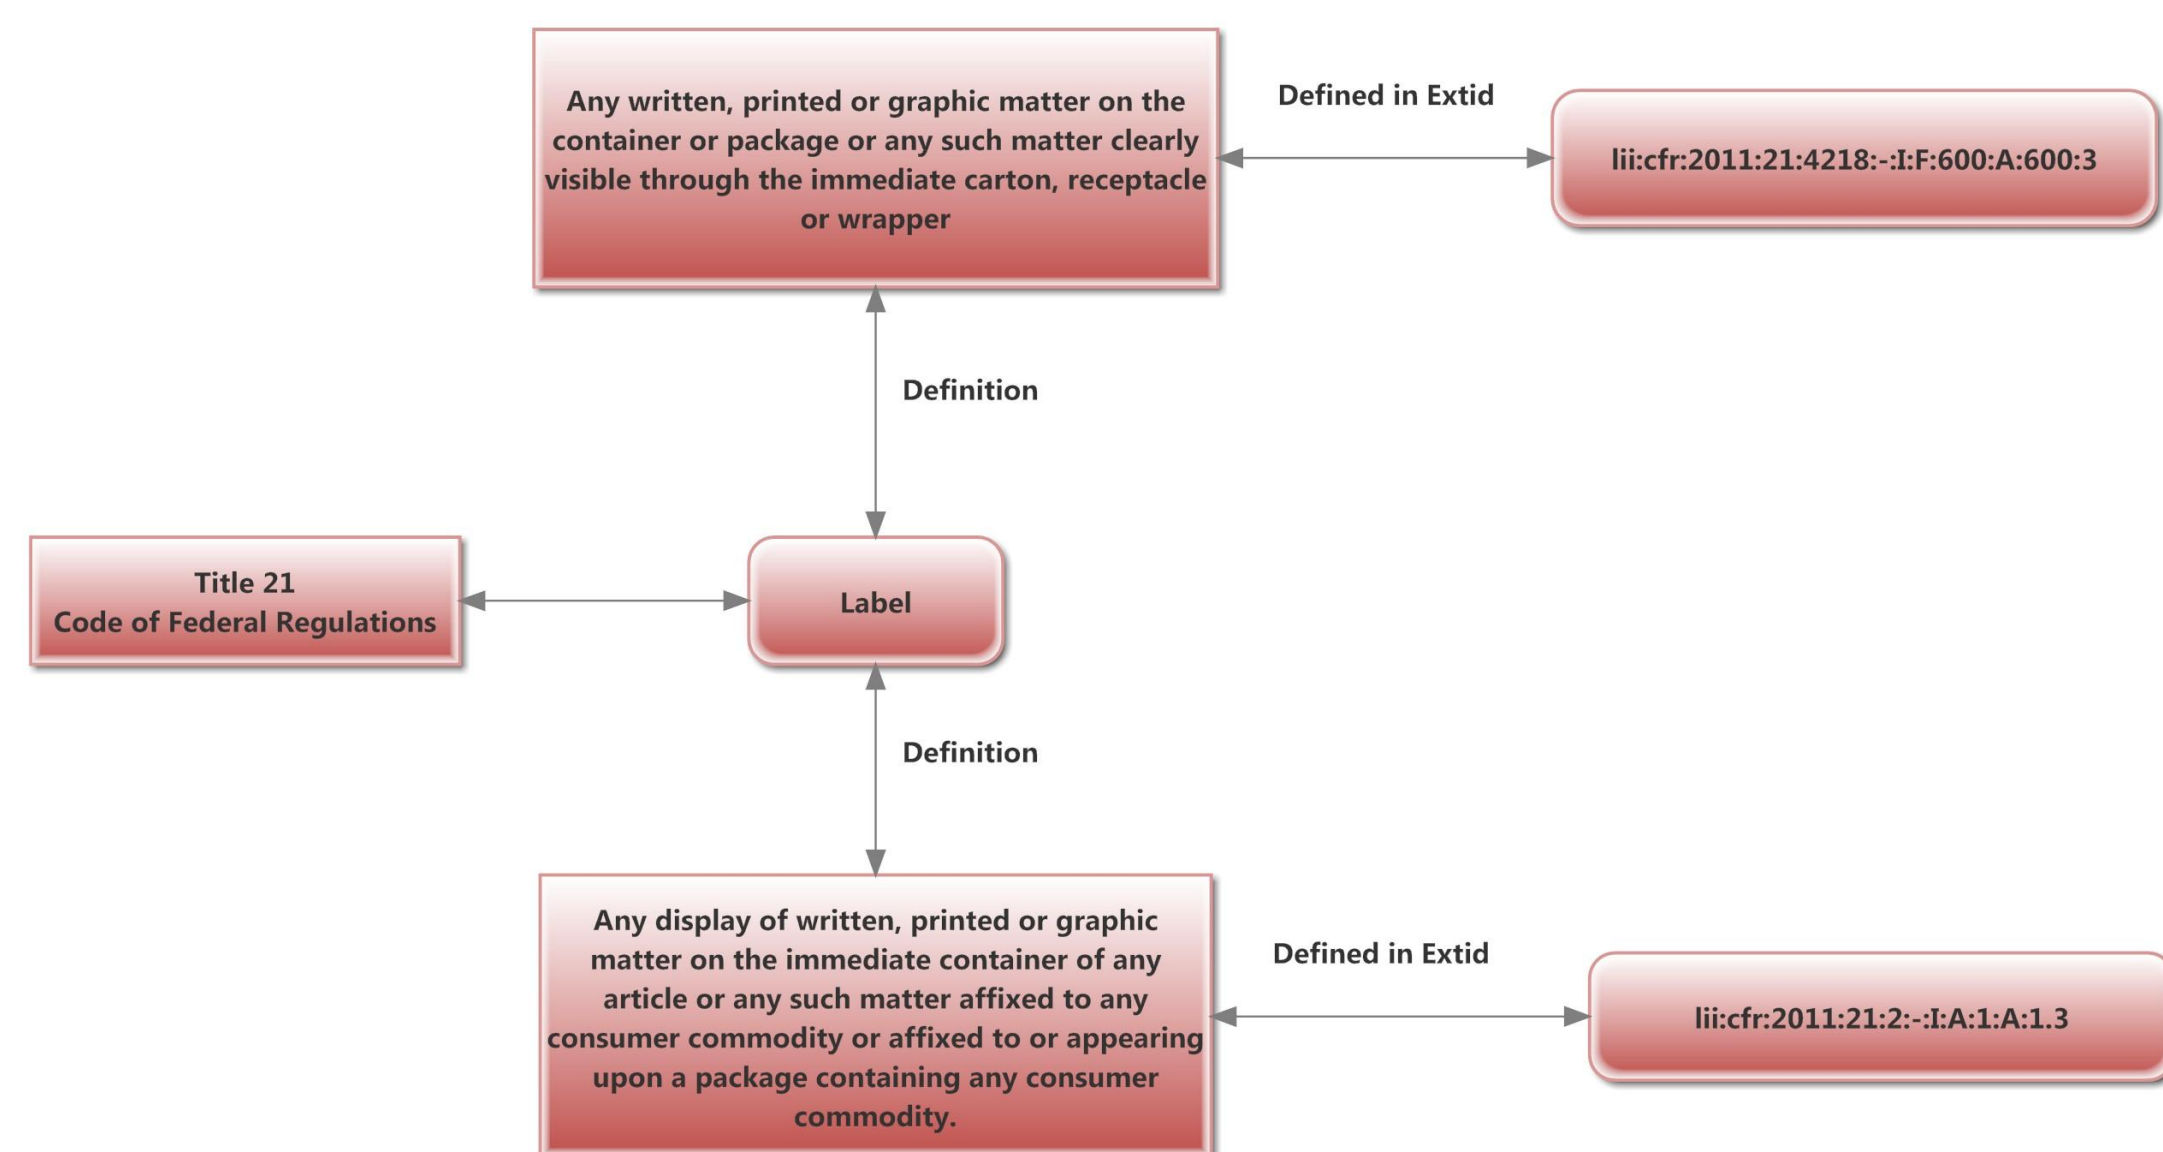 Any written, printed or graphic matter on the
container or package or any such matter clearly
visible through the immediate carton, receptacle
or wrapper
Defined in Extid
lii:cfr:2011:21:4218:-:I:F:600:A:600:3
Definition
Title 21
Code of Federal Regulations
Label
Definition
Any display of written, printed or graphic
matter on the immediate container of any
article or any such matter affixed to any
consumer commodity or affixed to or appearing
upon a package containing any consumer
commodity.
Defined in Extid
lii:cfr:2011:21:2:-:I:A:1:A:1.3